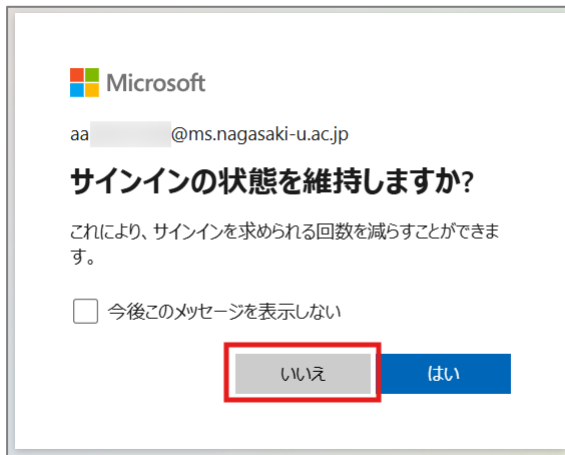 Microsoft
aa @ms.nagasaki-u.ac.jp
サインインの状態を維持しますか?
これにより、サインインを求められる回数を減らすことができま
す。
今後このメッセージを表示しない
いいえ はい